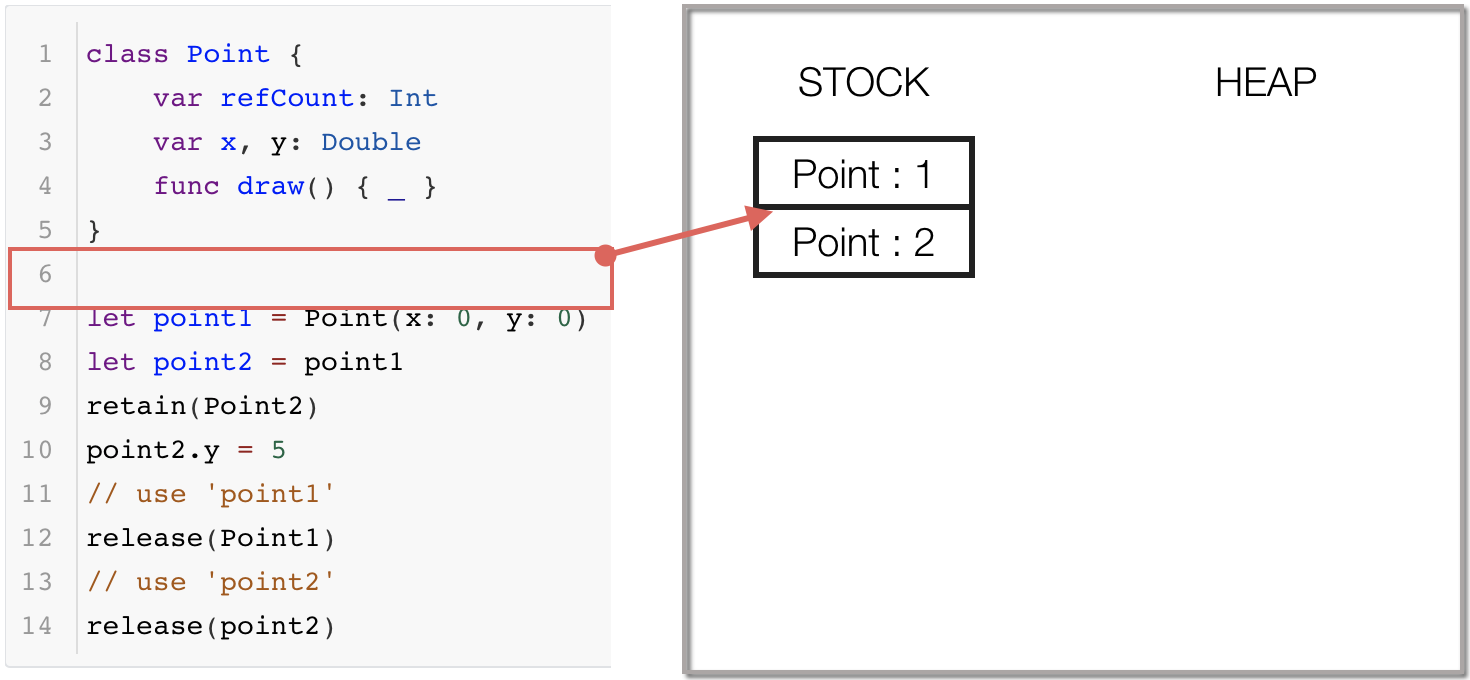 1 class Point {
2 var refCount: Int
3 var x, y: Double
4 func draw() { _ }
5 }
6
7 let point1 = Point(x: 0, y: 0)
8 let point2 = point1
9 retain(Point2)
10 point2.y = 5
11 // use 'point1'
12 release(Point1)
13 // use 'point2'
14 release(point2)
STOCK
HEAP
Point : 1
Point : 2